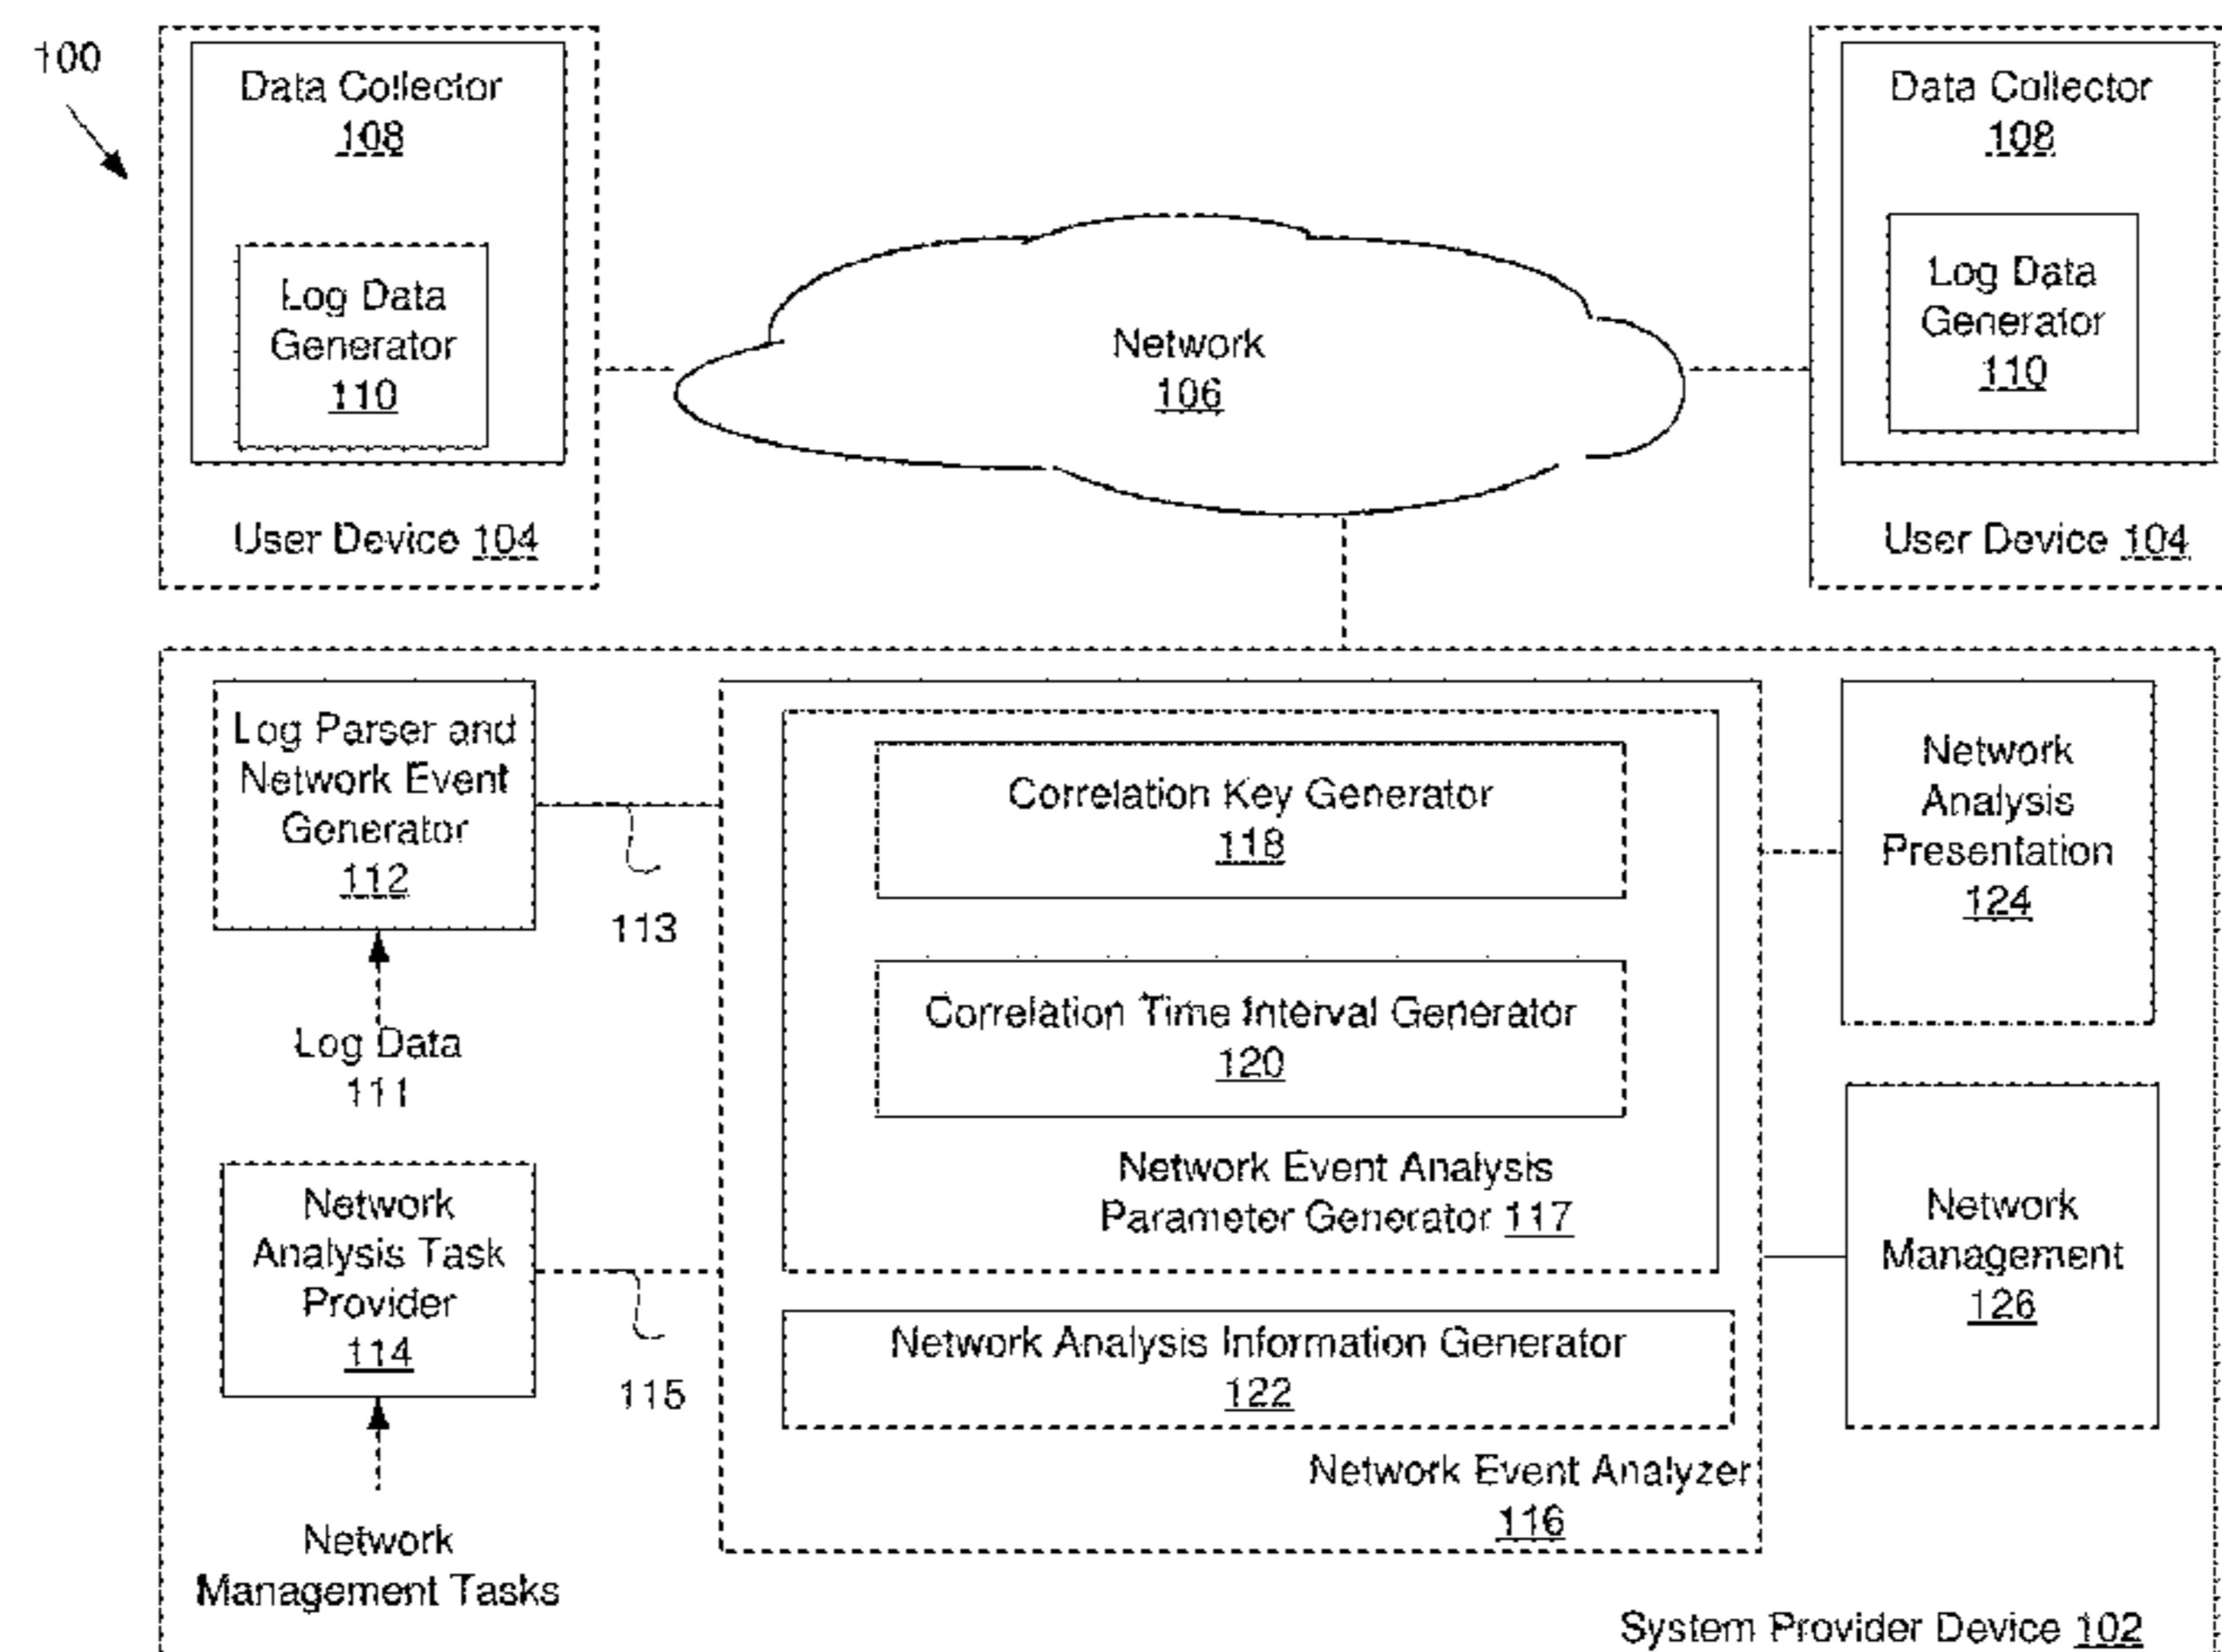 100
Data Collector
108
Log Data
Generator
110
User Device 104
Network
106
Data Collector
108
Log Data
Generator
110
User Device 104
Log Parser and
Network Event
Generator
112
113
Log Data
111
Network
Analysis Task
Provider
114
115
Network
Management Tasks
Correlation Key Generator
118
Correlation Time Interval Generator
120
Network Event Analysis
Parameter Generator 117
Network Analysis Information Generator
122
Network Event Analyzer
116
Network
Analysis
Presentation
124
Network
Management
126
System Provider Device 102